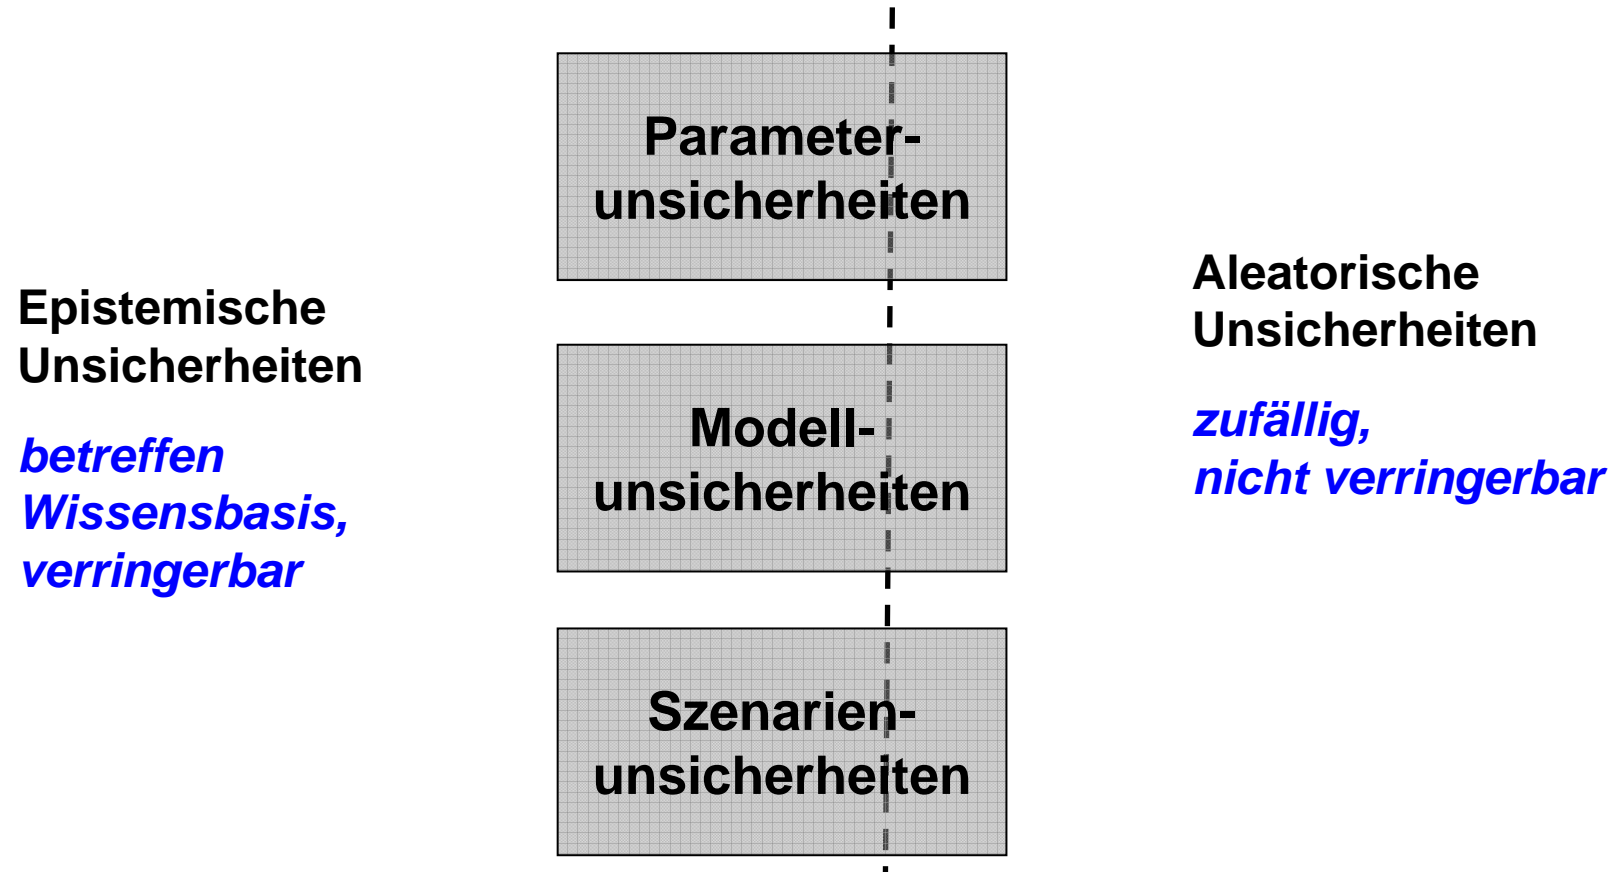 Epistemische
Unsicherheiten
betreffen
Wissensbasis,
verringerbar
Parameter-
unsicherheiten
Modell-
unsicherheiten
Szenarien-
unsicherheiten
Aleatorische
Unsicherheiten
zufällig,
nicht verringerbar